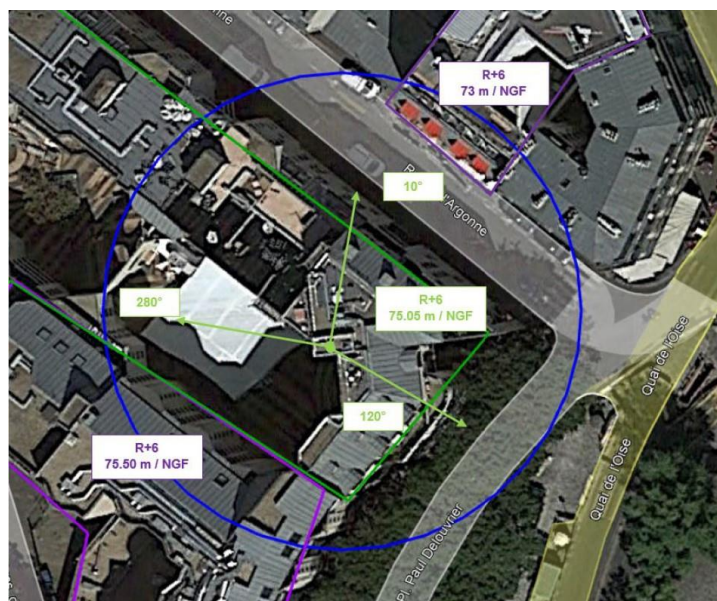 R+6
73 m / NGF
10°
d'Argonne
280°
R+6
75.05 m / NGF
Quai de l'Oise
120°
R+6
75.50 m / NGF
Quai de l'Oise
Pl. Paul Delouvrier